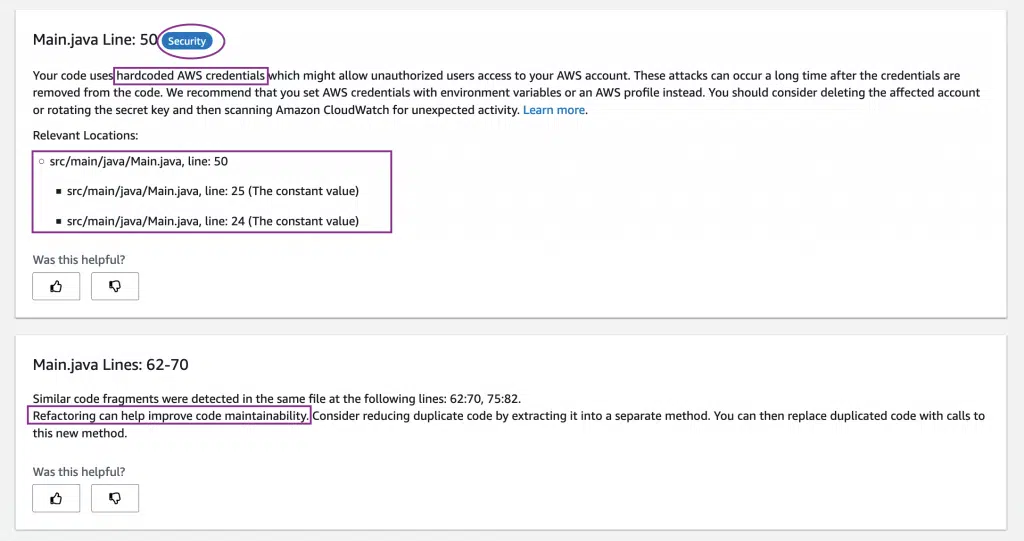 Main.java Line: 50 Security
Your code uses hardcoded AWS credentials which might allow unauthorized users access to your AWS account. These attacks can occur a long time after the credentials are
removed from the code. We recommend that you set AWS credentials with environment variables or an AWS profile instead. You should consider deleting the affected account
or rotating the secret key and then scanning Amazon CloudWatch for unexpected activity. Learn more.
Relevant Locations:
○ src/main/java/Main.java, line: 50
▪ src/main/java/Main.java, line: 25 (The constant value)
▪ src/main/java/Main.java, line: 24 (The constant value)
Was this helpful?
Main.java Lines: 62-70
Similar code fragments were detected in the same file at the following lines: 62:70, 75:82.
Refactoring can help improve code maintainability. Consider reducing duplicate code by extracting it into a separate method. You can then replace duplicated code with calls to
this new method.
Was this helpful?